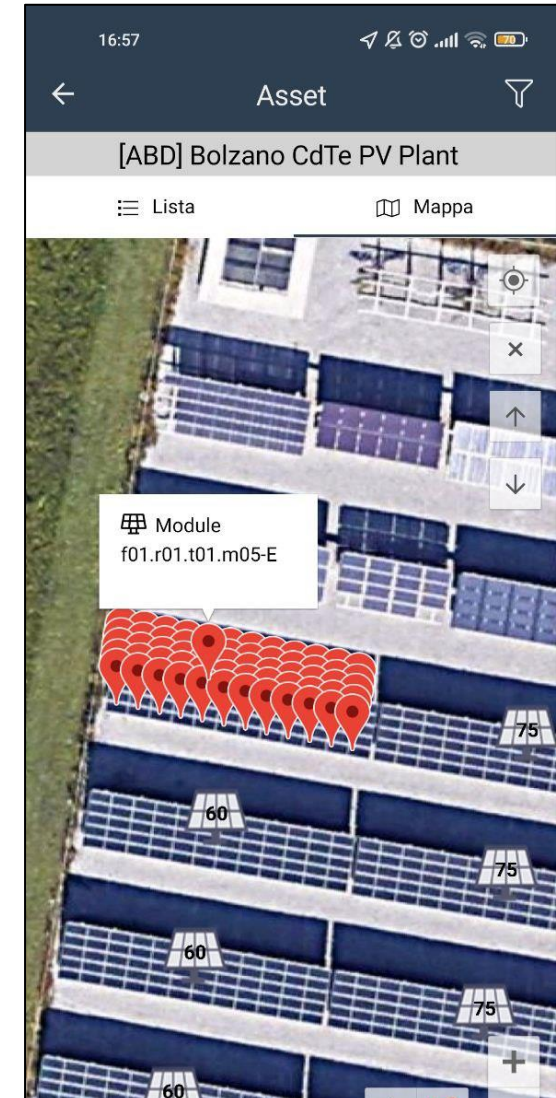 16:57
70
Asset
[ABD] Bolzano CdTe PV Plant
Lista
Mappa
Module
f01.r01.t01.m05-E
75
60
75
60
75
60